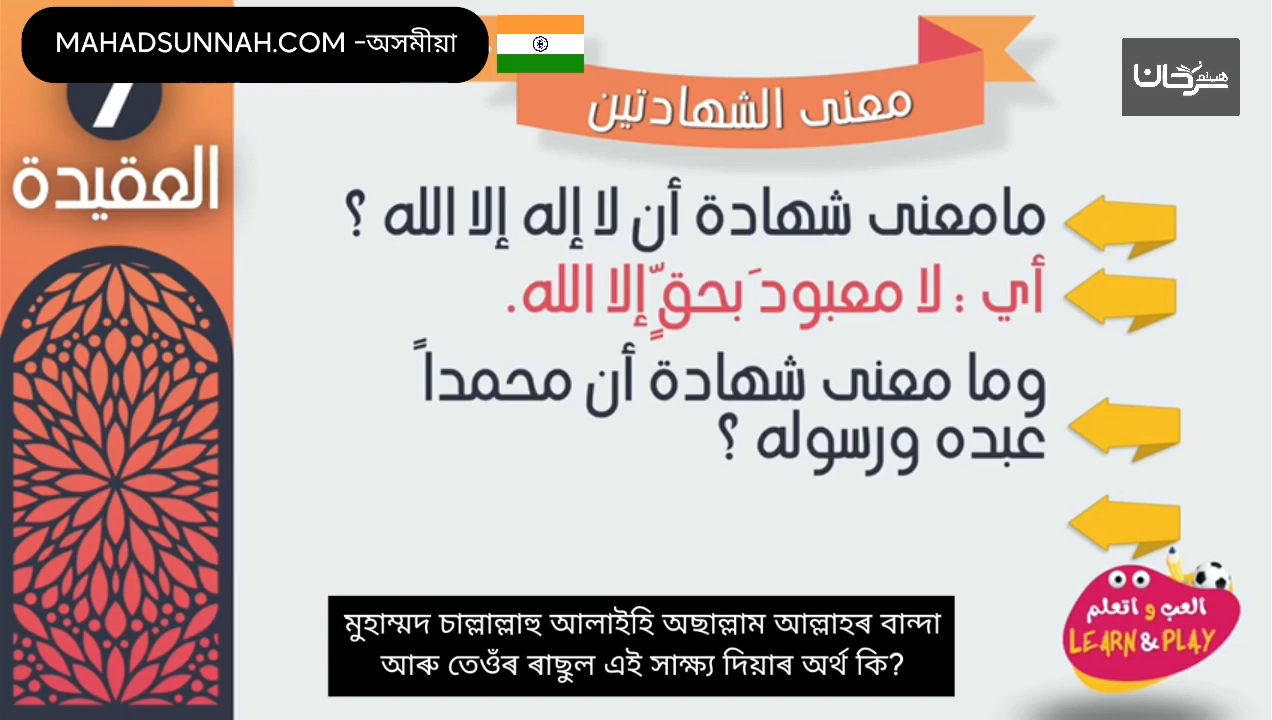 MAHADSUNNAH.COM -অসমীয়া
معنى الشهادتين
العقيدة
مامعنى شهادة أن لا إله إلا الله ؟
أي : لا معبودَ بحقٍّ إلا الله.
وما معنى شهادة أن محمداً
عبده ورسوله ؟
العب و اتعلم
LEARN & PLAY
মুহাম্মদ চাল্লাল্লাহু আলাইহি অছাল্লাম আল্লাহৰ বান্দা
আৰু তেওঁৰ ৰাছুল এই সাক্ষ্য দিয়াৰ অৰ্থ কি?